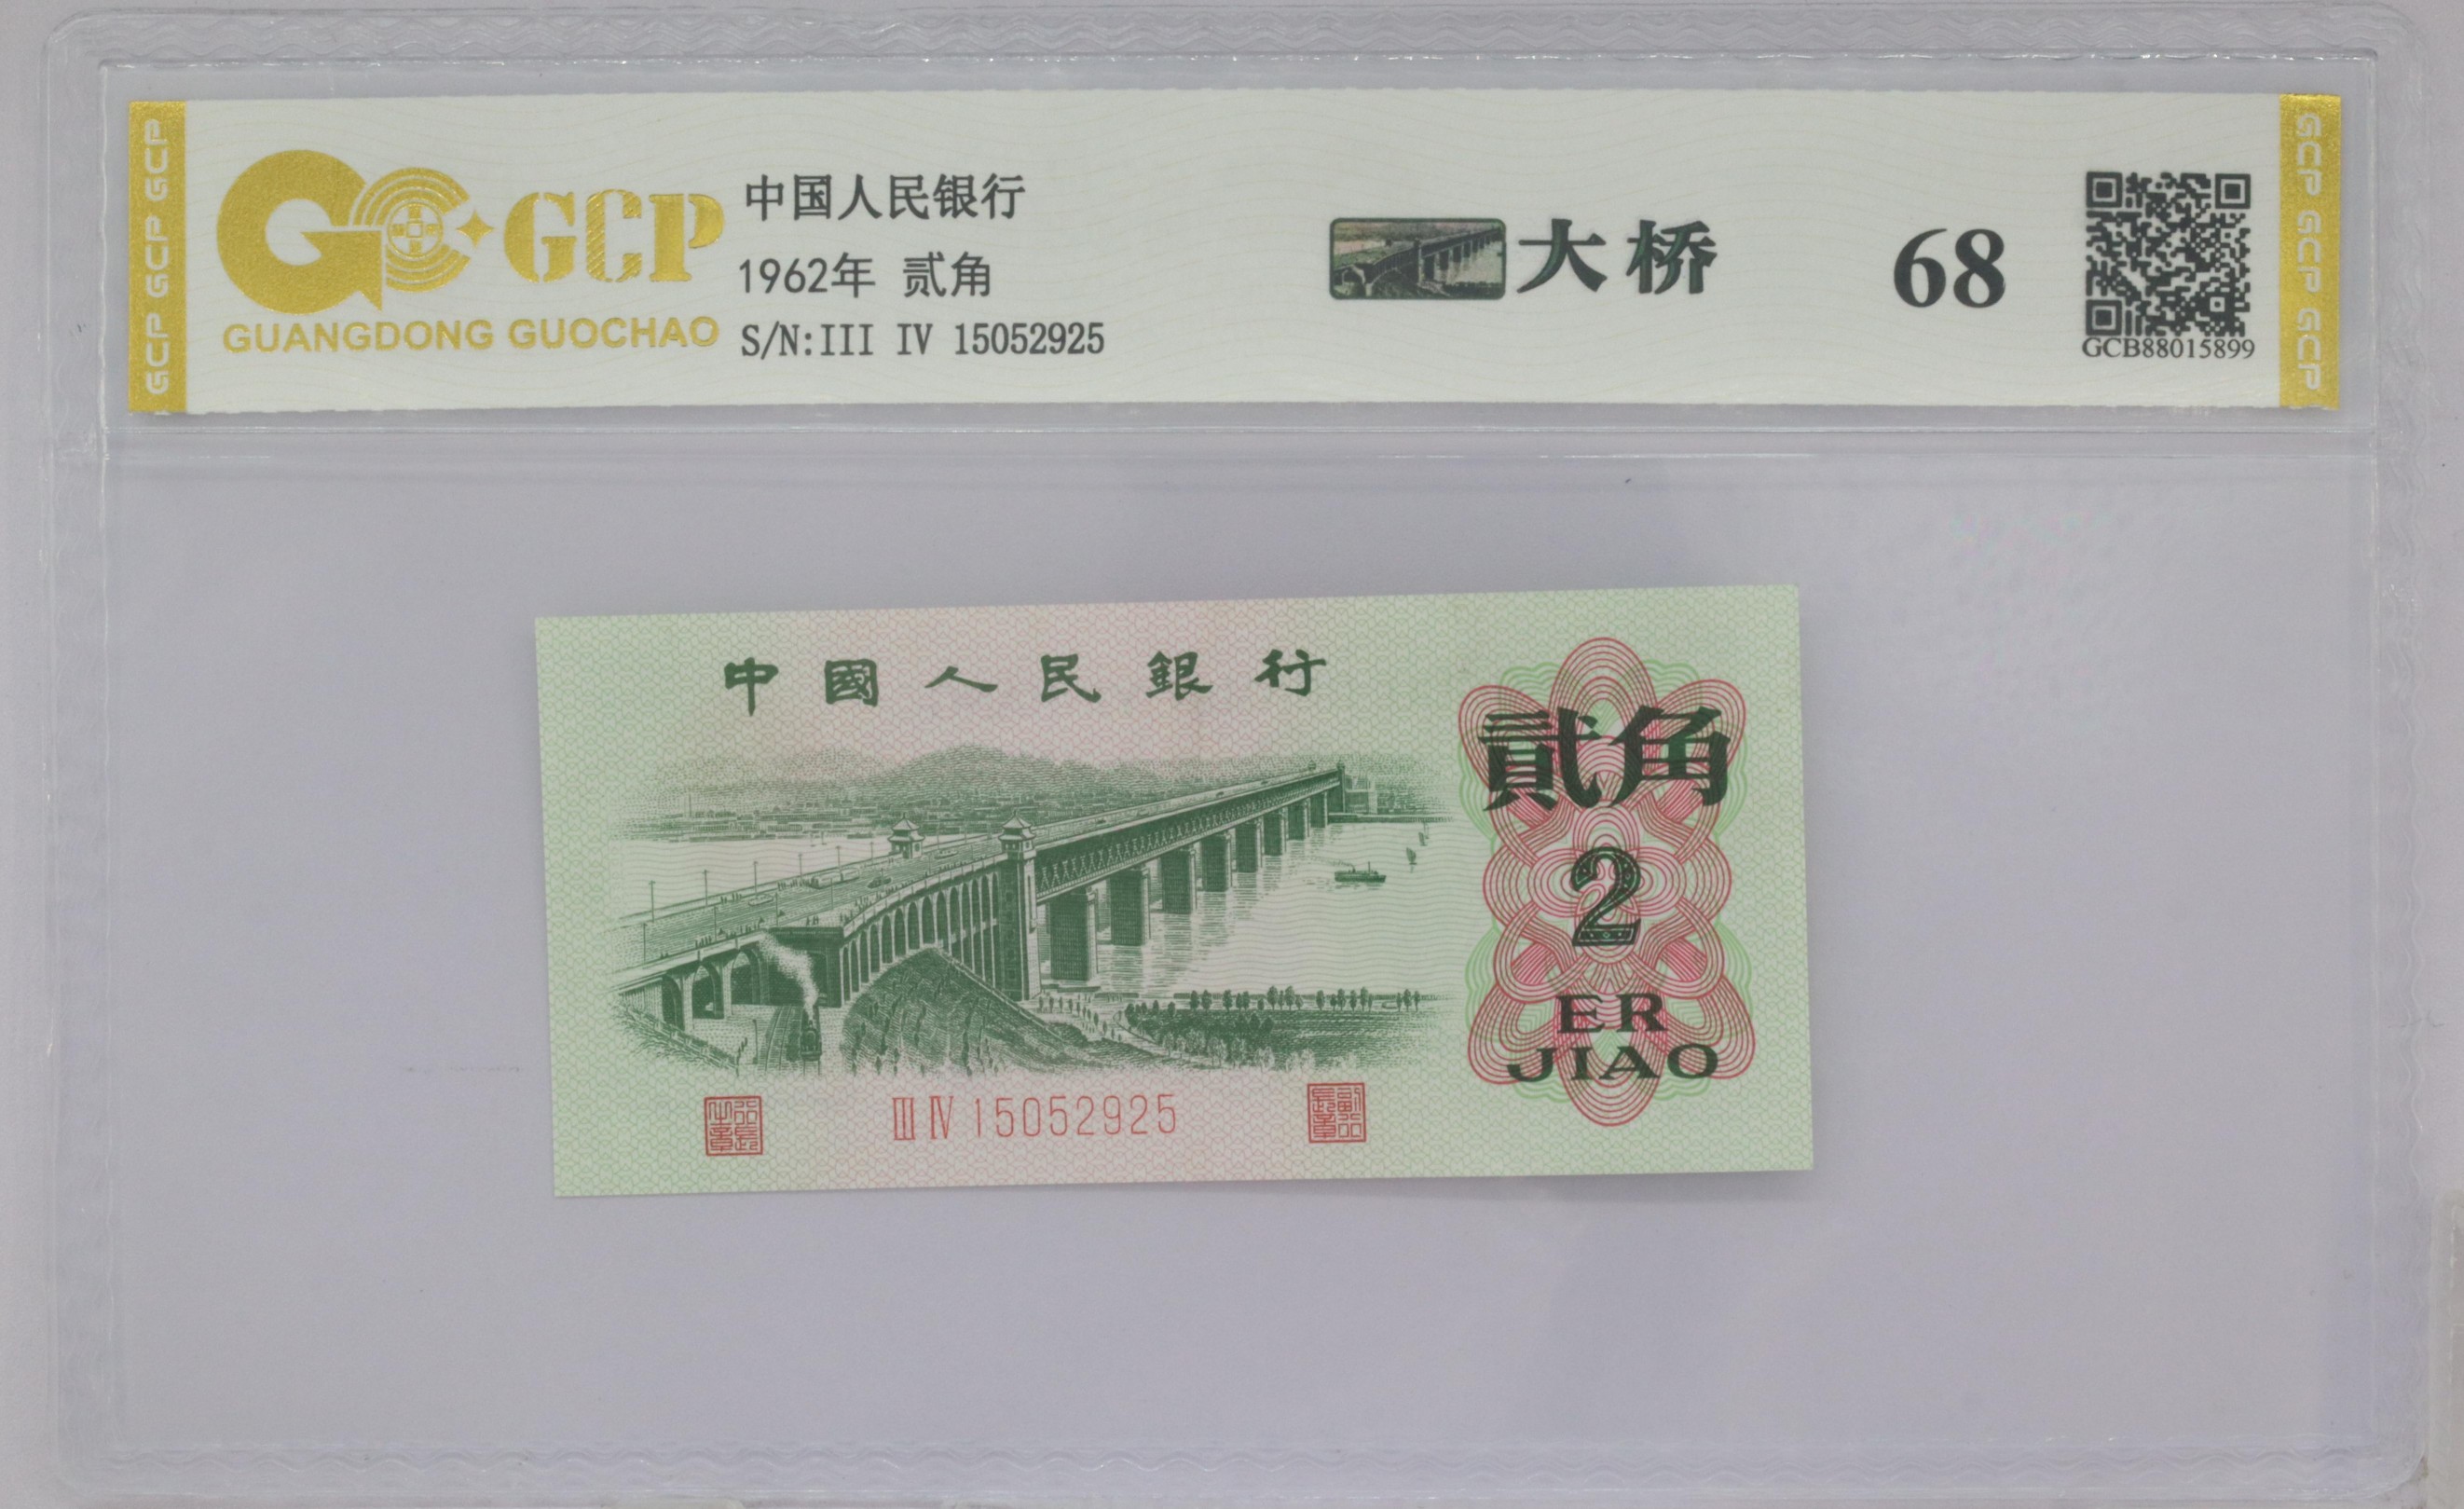 GCP GCP GCP
GCP
GUANGDONG GUOCHAO
中国人民银行
1962年 贰角
S/N:III IV 15052925
大桥
68
GCB88015899
GCP GCP GCP
中國人民銀行
貳角
2
ER
JIAO
III IV 15052925